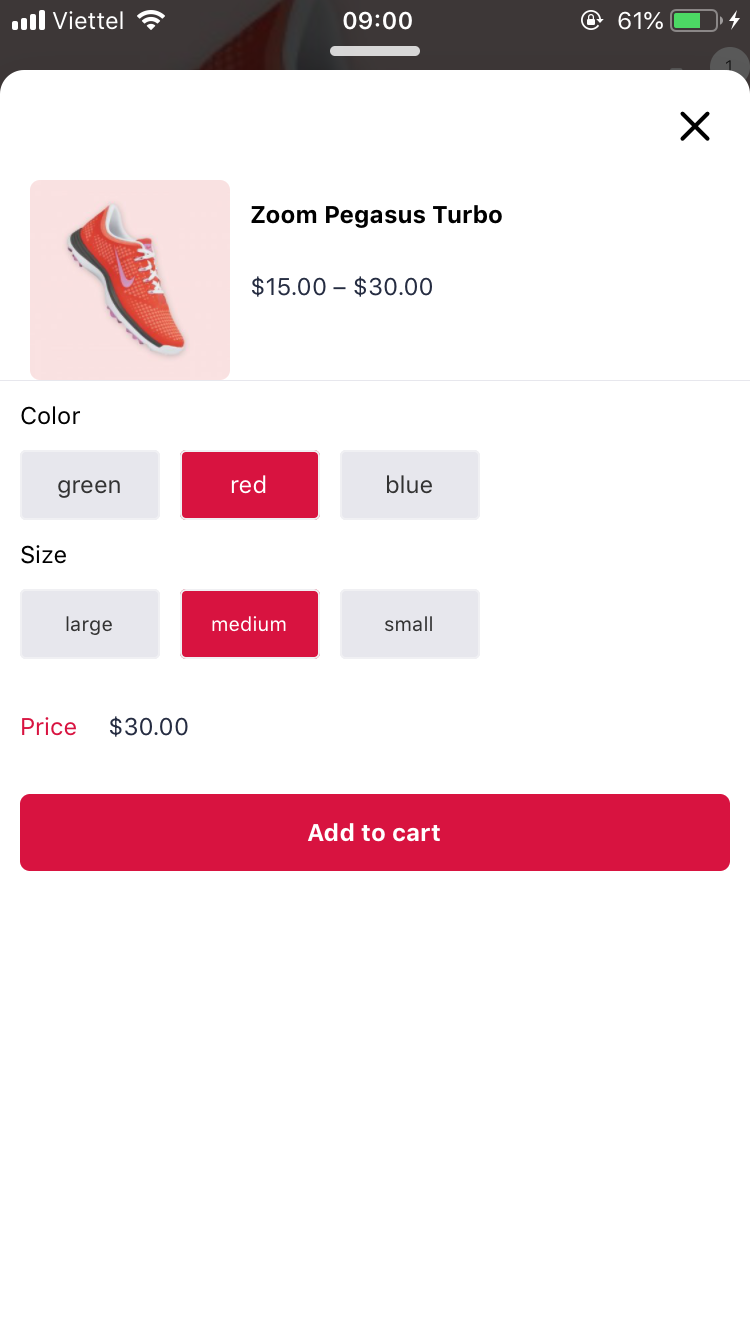 Viettel 09:00 61%
1
Zoom Pegasus Turbo
$15.00 – $30.00
Color
green red blue
Size
large medium small
Price $30.00
Add to cart